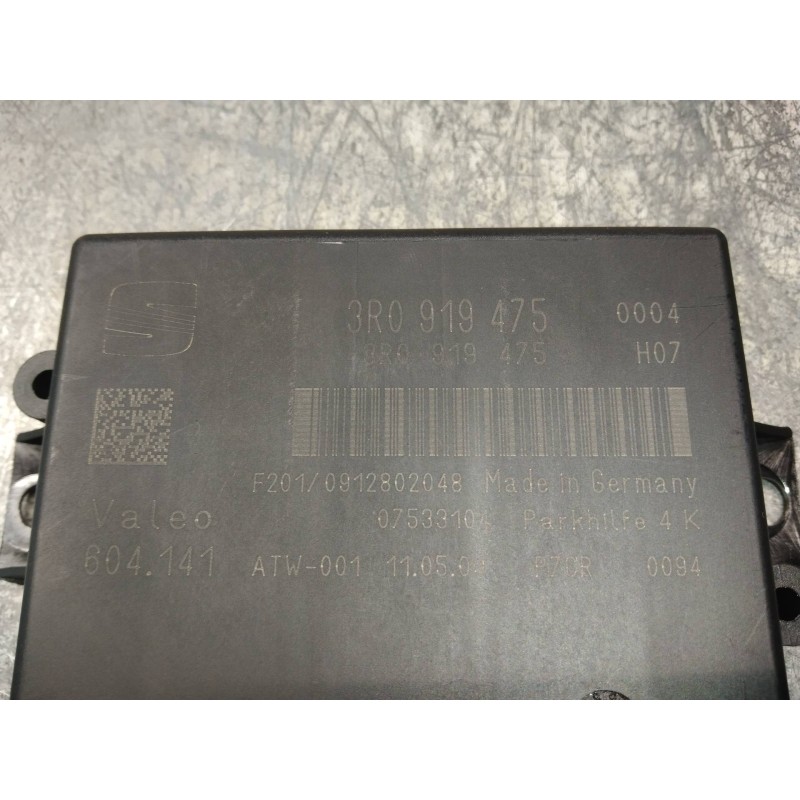 3R0 919 475 0004
3R0 919 475 H07
F201/0912802048 Made in Germany
Valeo Parkhilfe 4 K
604.141 ATW-001 0094